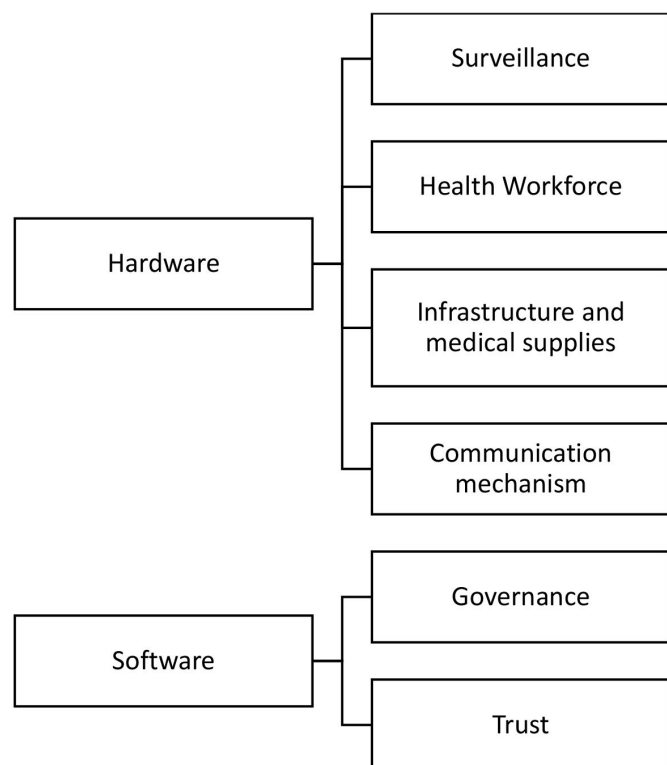 Surveillance
Health Workforce
Hardware
Infrastructure and
medical supplies
Communication
mechanism
Governance
Software
Trust